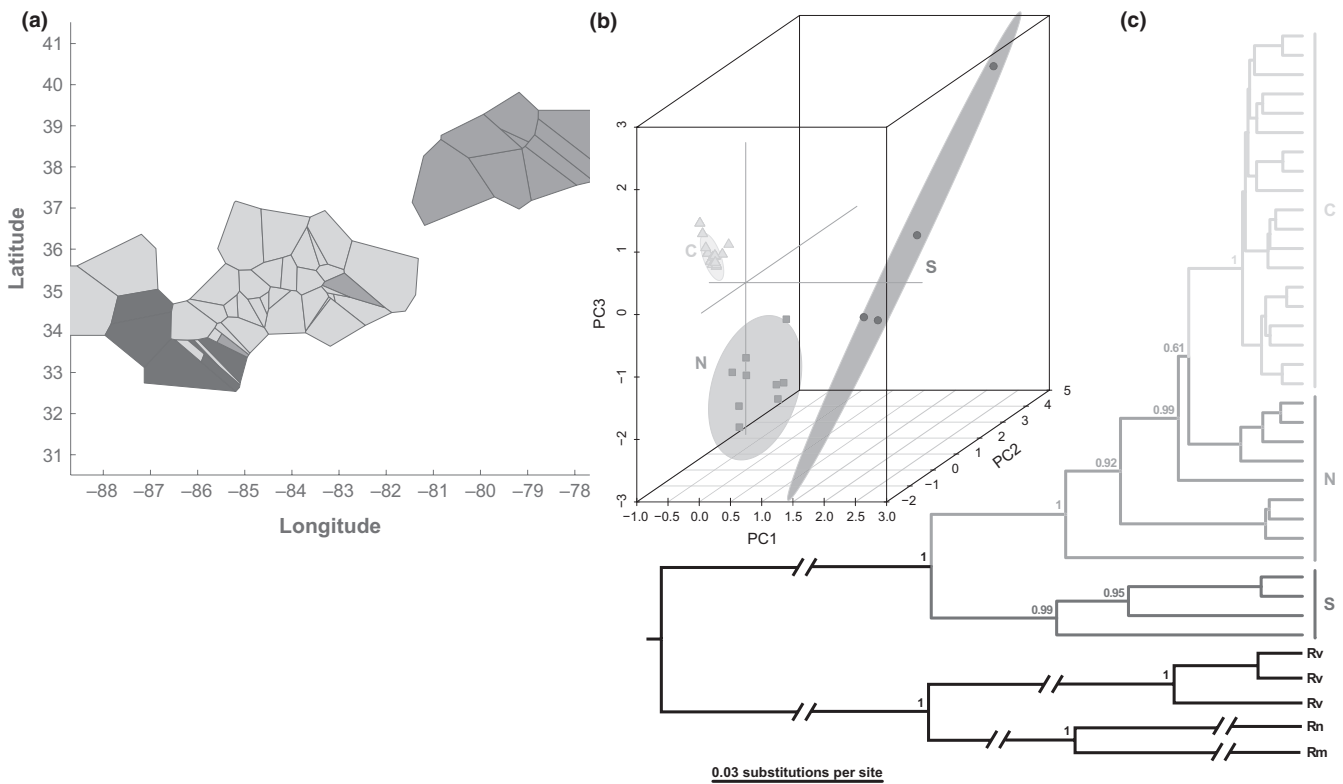 (a)
41
40
39
38
37
36
35
34
33
32
31
Latitude
−88 −87 −86 −85 −84 −83 −82 −81 −80 −79 −78
Longitude
(b)
3
2
1
0
−1
−2
−3
PC3
−1.0 −0.5 0.0 0.5 1.0 1.5 2.0 2.5 3.0
PC1
−2
−1
0
1
2
3
4
5
PC2
C
N
S
(c)
C
N
S
1
0.61
0.99
0.92
1
1
0.95
0.99
1
1
1
Rv
Rv
Rv
Rn
Rm
0.03 substitutions per site